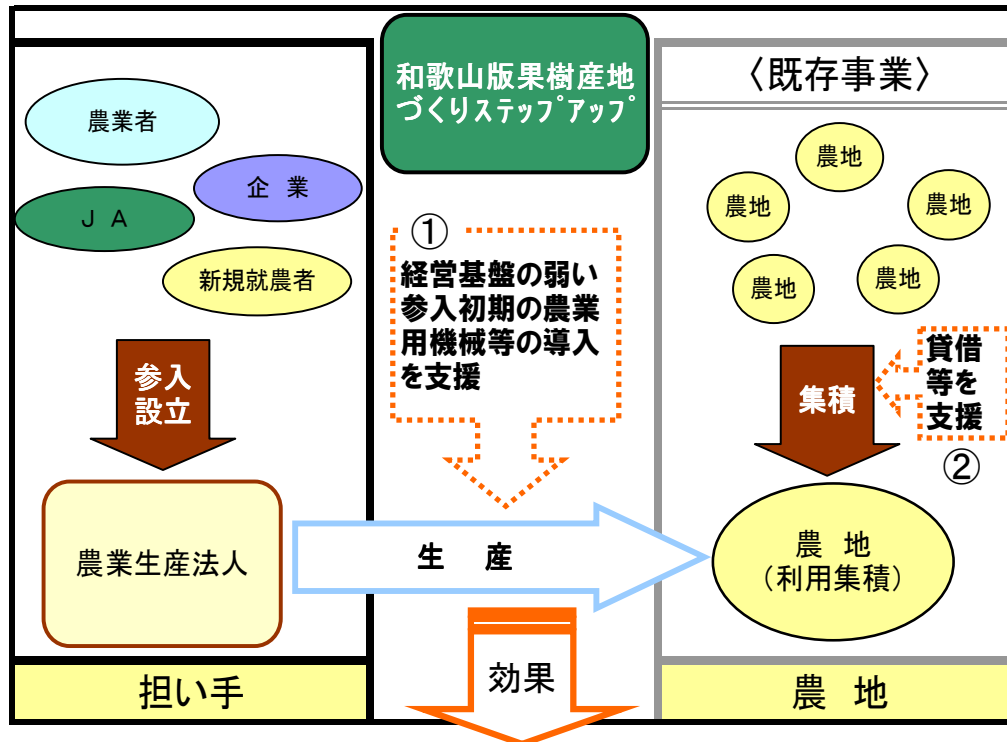 和歌山版果樹産地
づくりステップアップ
農業者
企 業
J A
新規就農者
参入
設立
農業生産法人
担い手
①
経営基盤の弱い
参入初期の農業
用機械等の導入
を支援
生 産
効果
〈既存事業〉
農地
農地
農地
農地
農地
集積
貸借
等を
支援
②
農 地
(利用集積)
農 地